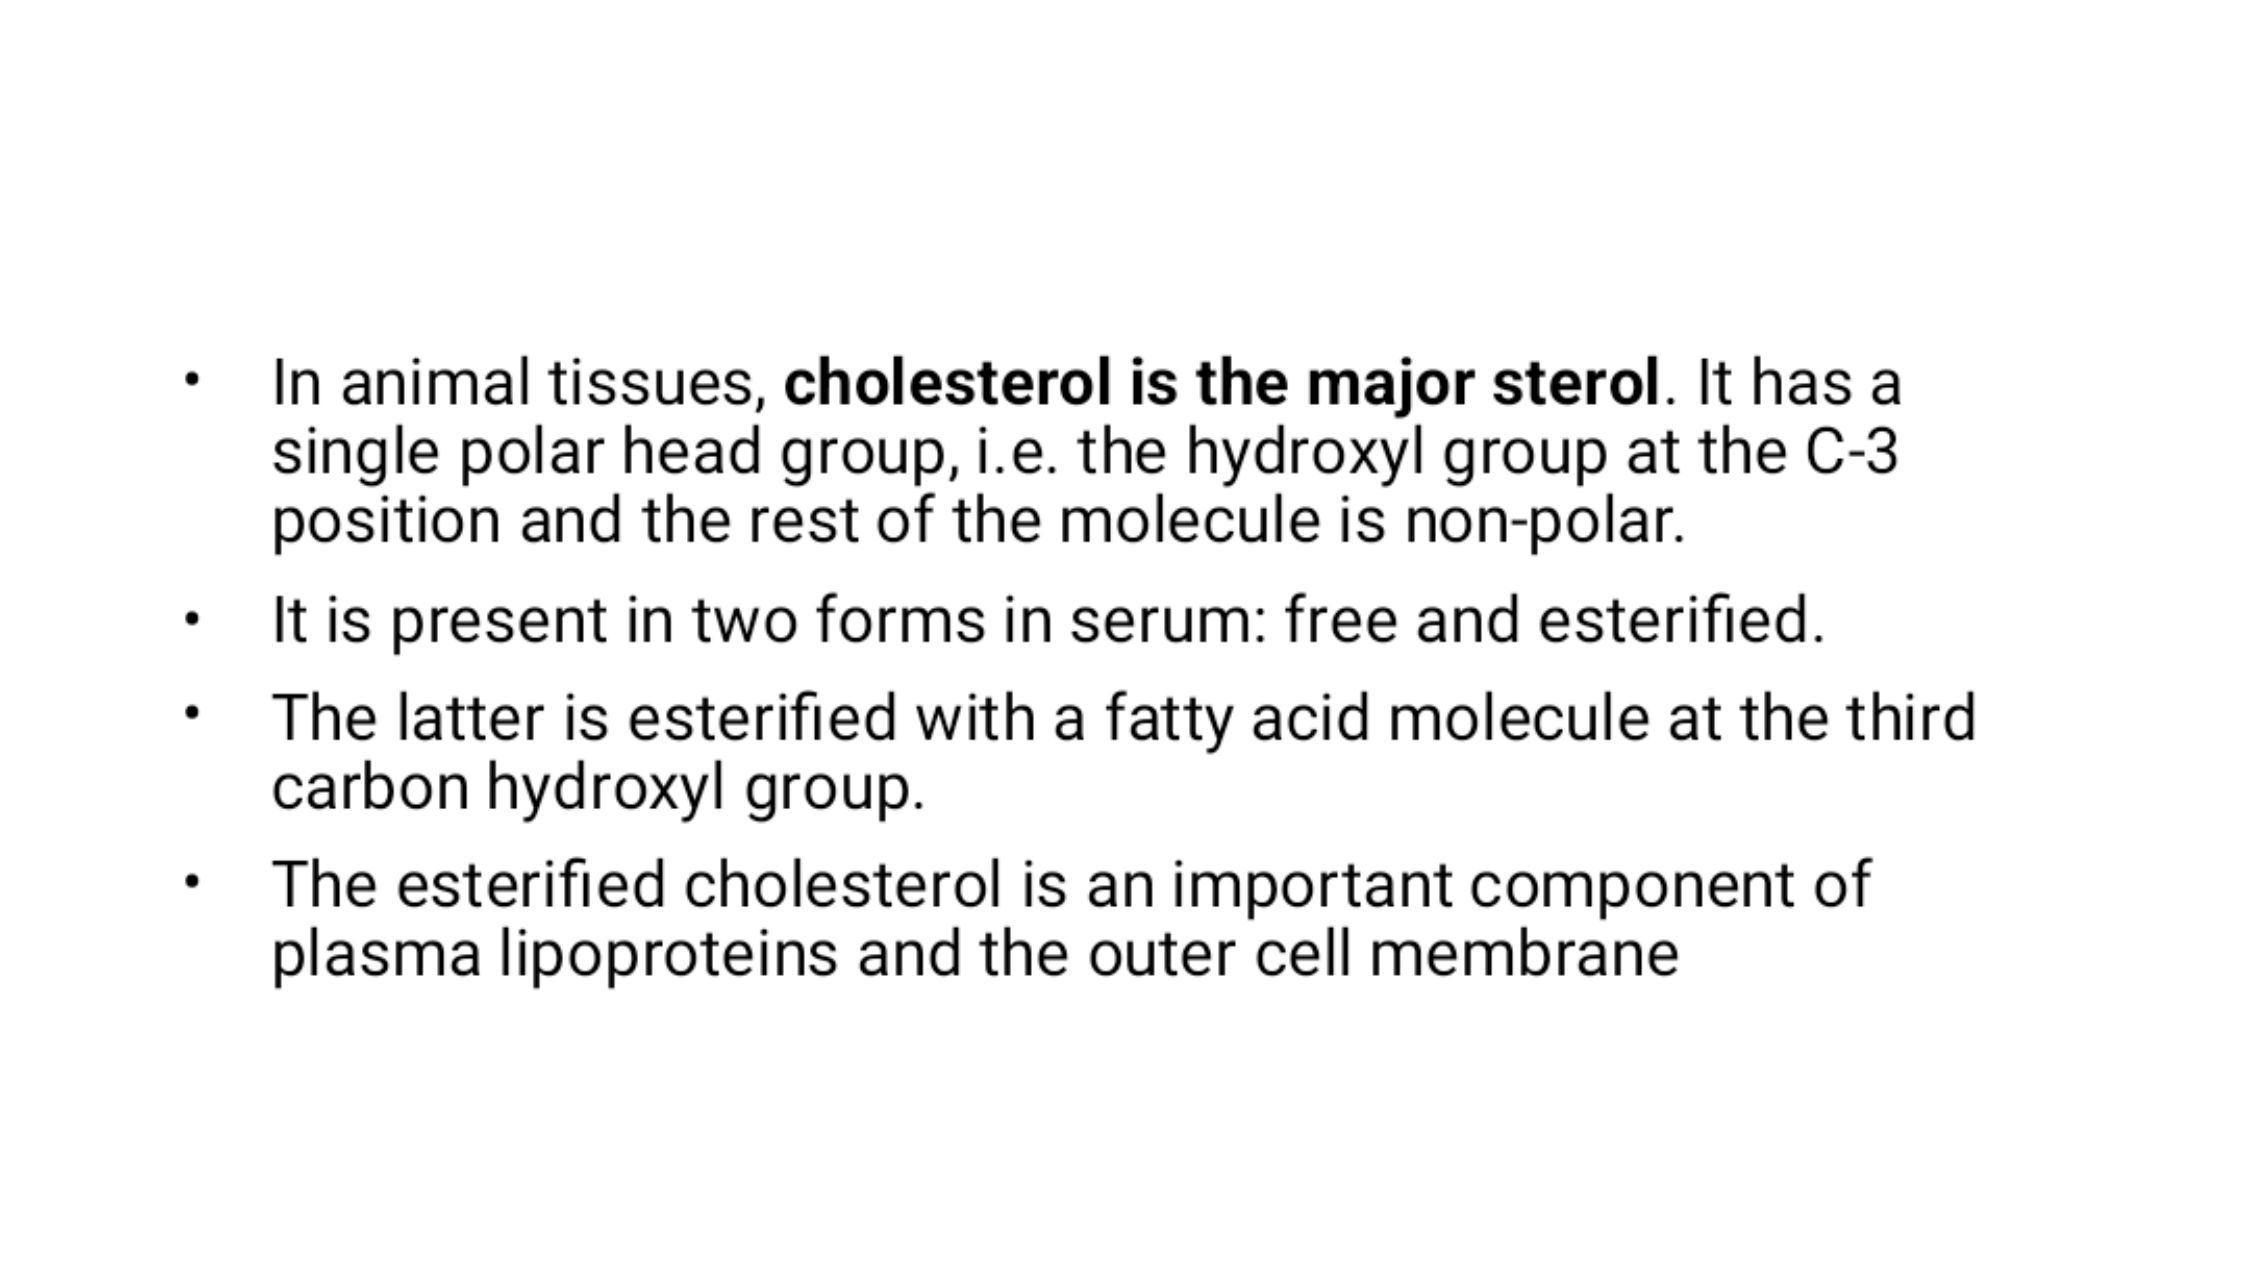 • In animal tissues, cholesterol is the major sterol. It has a
single polar head group, i.e. the hydroxyl group at the C-3
position and the rest of the molecule is non-polar.
• It is present in two forms in serum: free and esterified.
• The latter is esterified with a fatty acid molecule at the third
carbon hydroxyl group.
• The esterified cholesterol is an important component of
plasma lipoproteins and the outer cell membrane